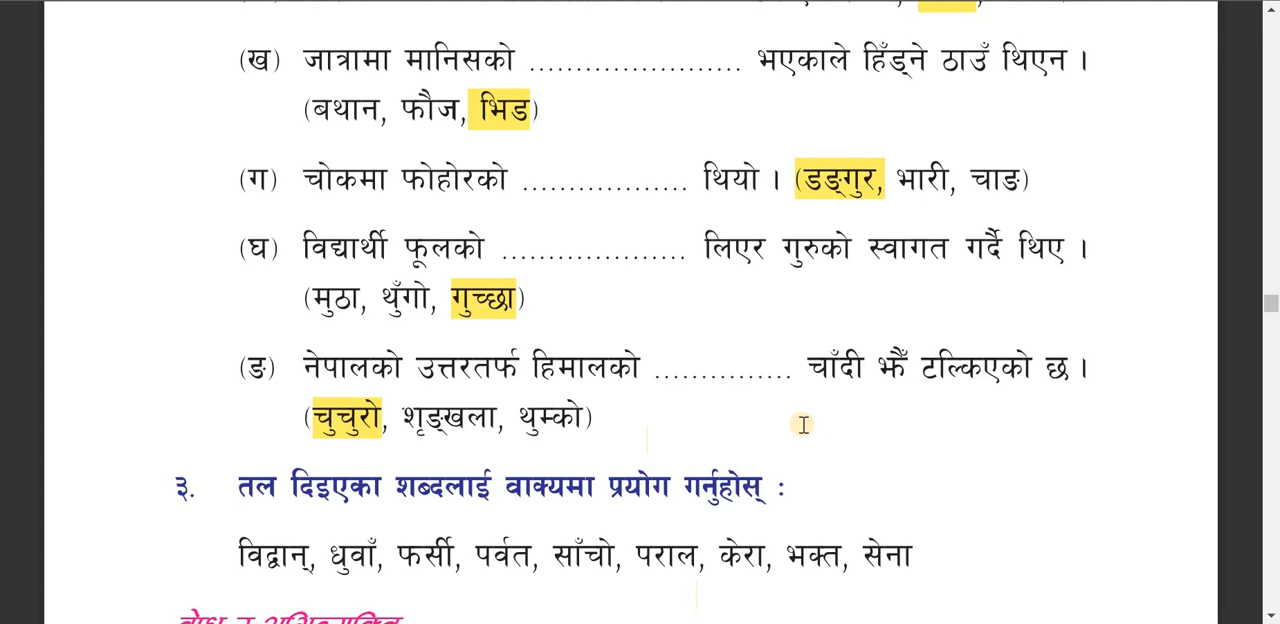 (ख) जात्रामा मानिसको ....................... भएकाले हिँड्ने ठाउँ थिएन ।
(बथान, फौज, भिड)
(ग) चोकमा फोहोरको .................. थियो । (डङ्गुर, भारी, चाङ)
(घ) विद्यार्थी फूलको .................... लिएर गुरुको स्वागत गर्दै थिए ।
(मुठा, थुँगो, गुच्छा)
(ङ) नेपालको उत्तरतर्फ हिमालको ............... चाँदी झैँ टल्किएको छ ।
(चुचुरो, शृङ्खला, थुम्को)
३. तल दिइएका शब्दलाई वाक्यमा प्रयोग गर्नुहोस् :
विद्वान्, धुवाँ, फर्सी, पर्वत, साँचो, पराल, केरा, भक्त, सेना